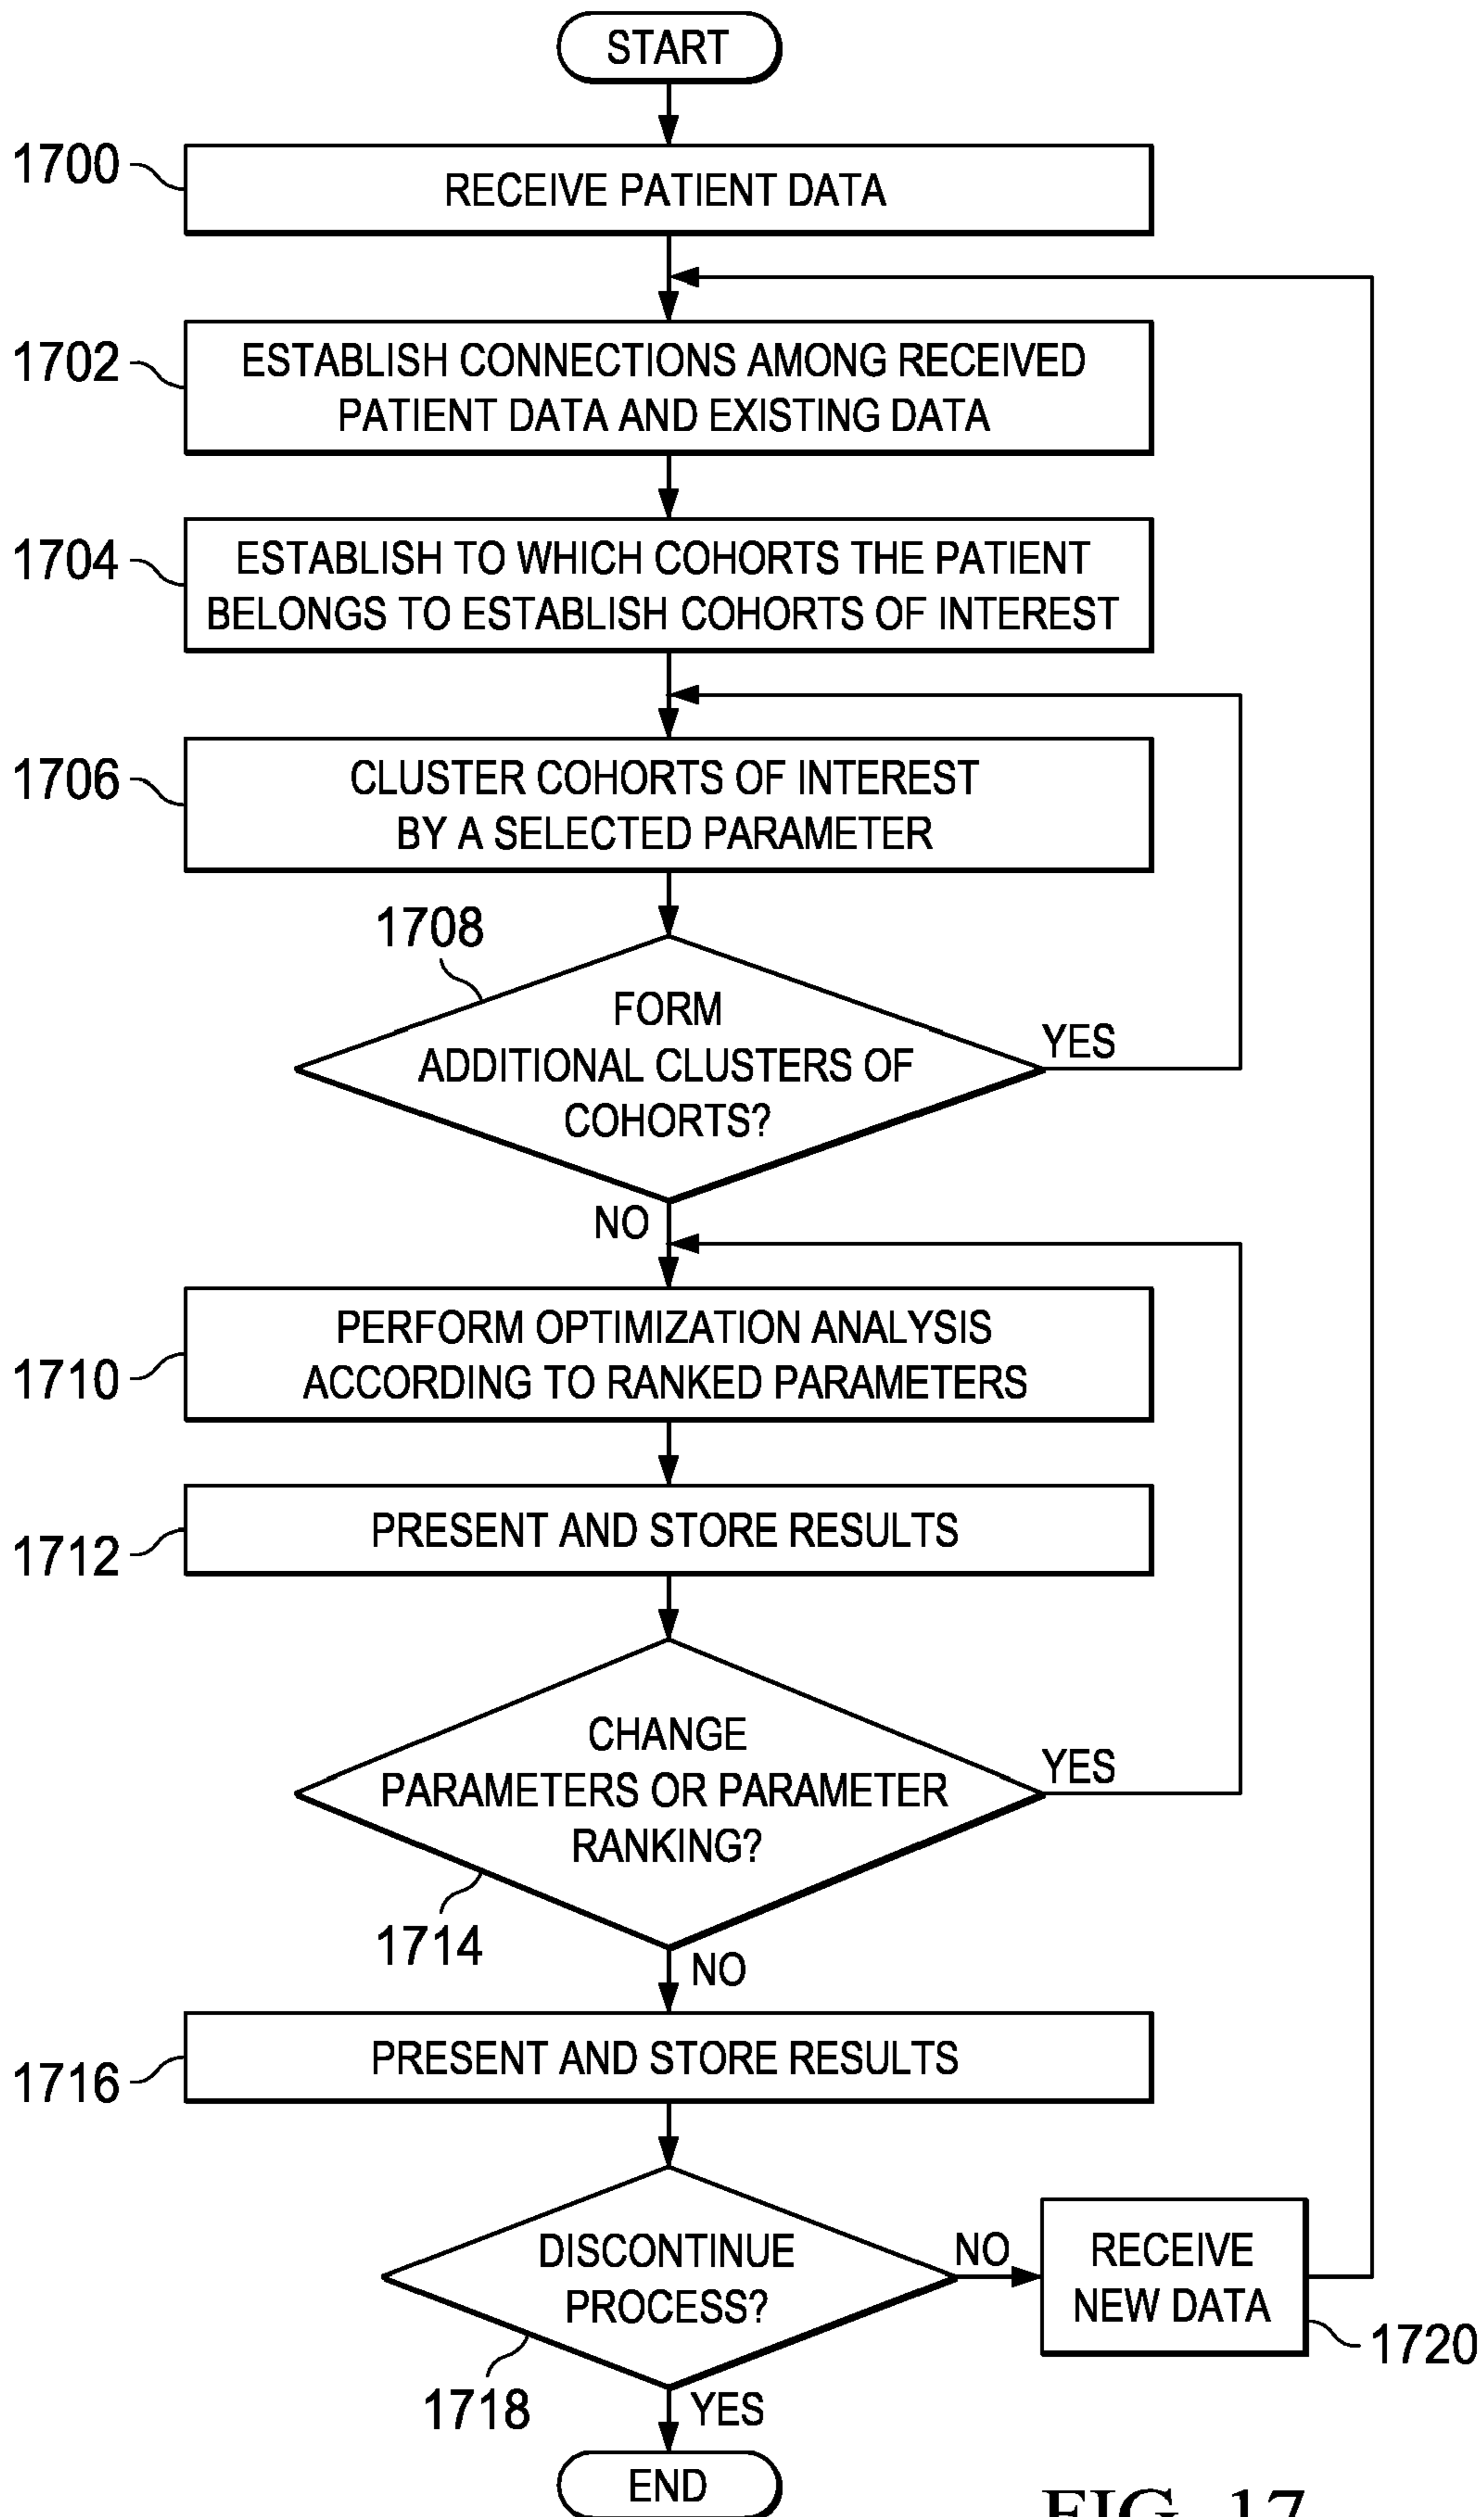 START
1700
RECEIVE PATIENT DATA
1702
ESTABLISH CONNECTIONS AMONG RECEIVED
PATIENT DATA AND EXISTING DATA
1704
ESTABLISH TO WHICH COHORTS THE PATIENT
BELONGS TO ESTABLISH COHORTS OF INTEREST
1706
CLUSTER COHORTS OF INTEREST
BY A SELECTED PARAMETER
1708
FORM
ADDITIONAL CLUSTERS OF
COHORTS?
YES
NO
1710
PERFORM OPTIMIZATION ANALYSIS
ACCORDING TO RANKED PARAMETERS
1712
PRESENT AND STORE RESULTS
CHANGE
PARAMETERS OR PARAMETER
RANKING?
YES
1714
NO
1716
PRESENT AND STORE RESULTS
DISCONTINUE
PROCESS?
NO
RECEIVE
NEW DATA
1720
1718
YES
END
FIG. 17